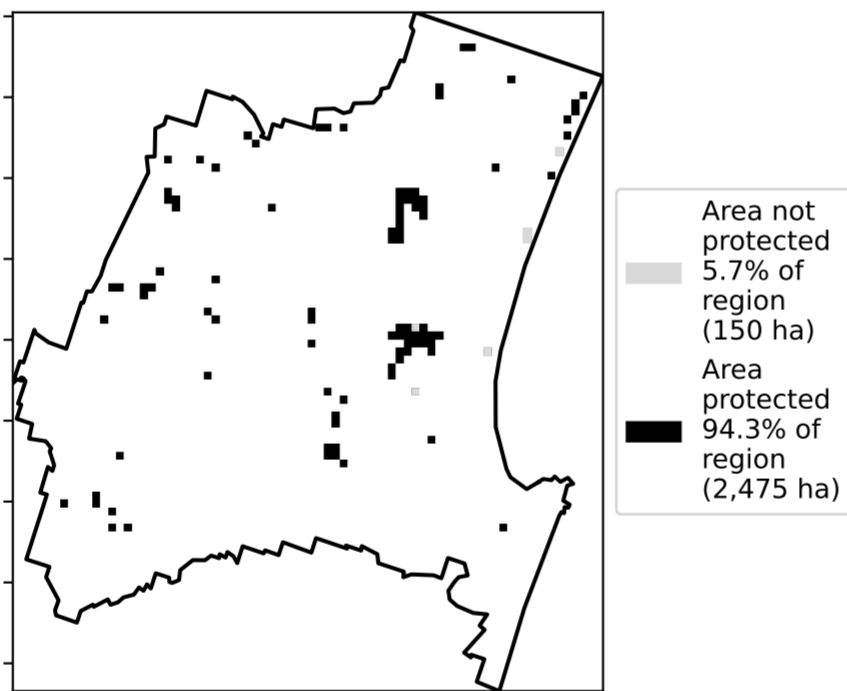 Area not
protected
5.7% of
region
(150 ha)
Area
protected
94.3% of
region
(2,475 ha)